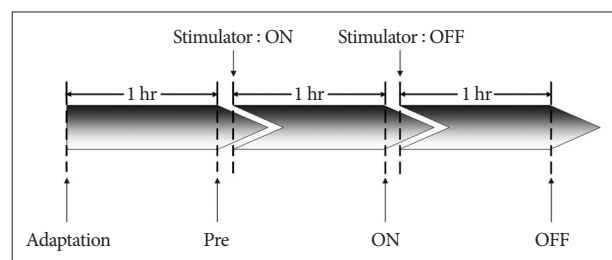 Stimulator : ON Stimulator : OFF
1 hr 1 hr 1 hr
Adaptation Pre ON OFF